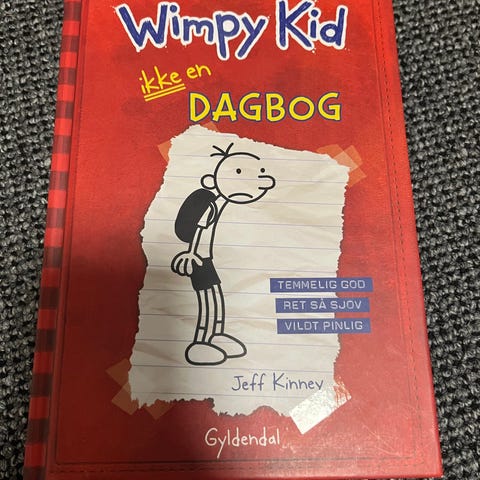 Wimpy Kid
ikke en
DAGBOG
TEMMELIG GOD
RET SÅ SJOV
VILDT PINLIG
Jeff Kinney
Gyldendal